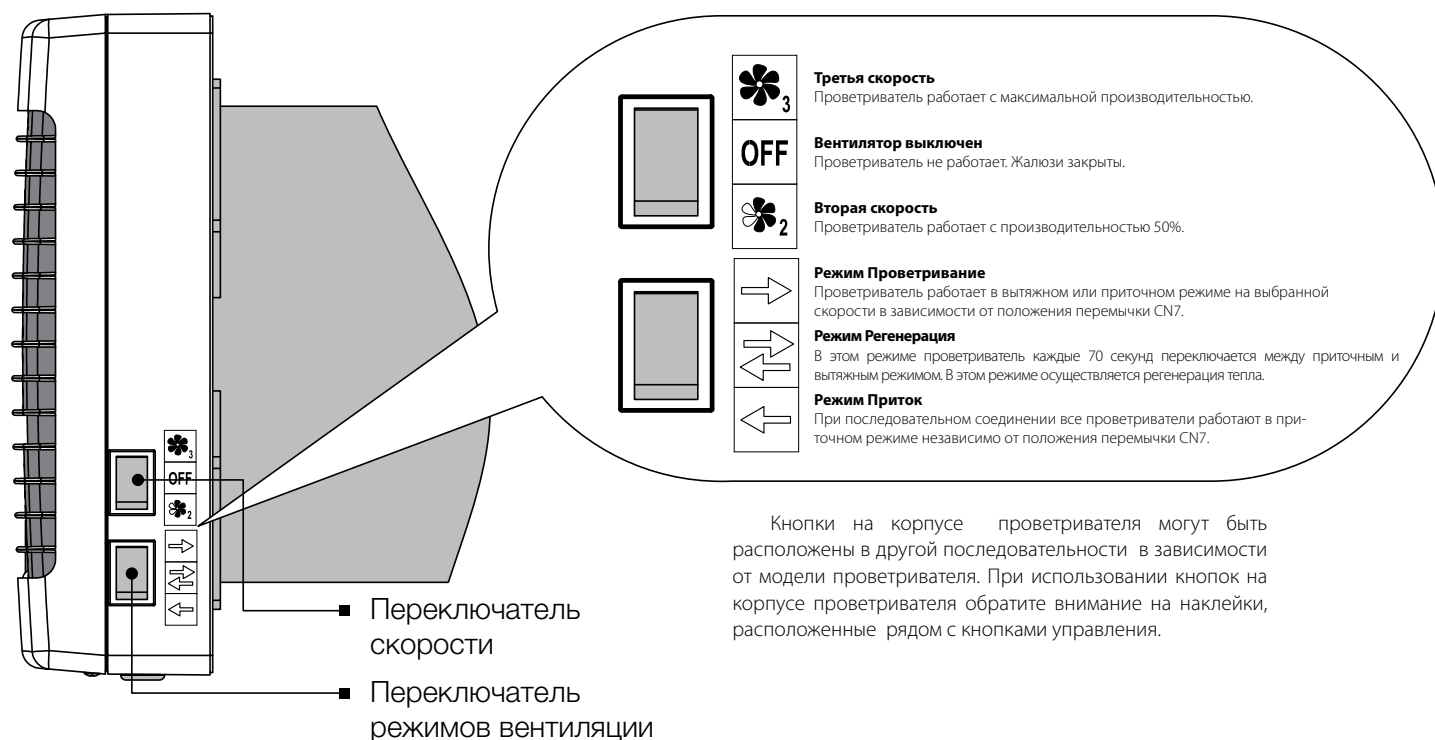 3
Третья скорость
Проветриватель работает с максимальной производительностью.
OFF
Вентилятор выключен
Проветриватель не работает. Жалюзи закрыты.
2
Вторая скорость
Проветриватель работает с производительностью 50%.
Режим Проветривание
Проветриватель работает в вытяжном или приточном режиме на выбранной
скорости в зависимости от положения перемычки CN7.
Режим Регенерация
В этом режиме проветриватель каждые 70 секунд переключается между приточным и
вытяжным режимом. В этом режиме осуществляется регенерация тепла.
Режим Приток
При последовательном соединении все проветриватели работают в при-
точном режиме независимо от положения перемычки CN7.
3
OFF
2
Переключатель
скорости
Переключатель
режимов вентиляции
Кнопки на корпусе проветривателя могут быть
расположены в другой последовательности в зависимости
от модели проветривателя. При использовании кнопок на
корпусе проветривателя обратите внимание на наклейки,
расположенные рядом с кнопками управления.